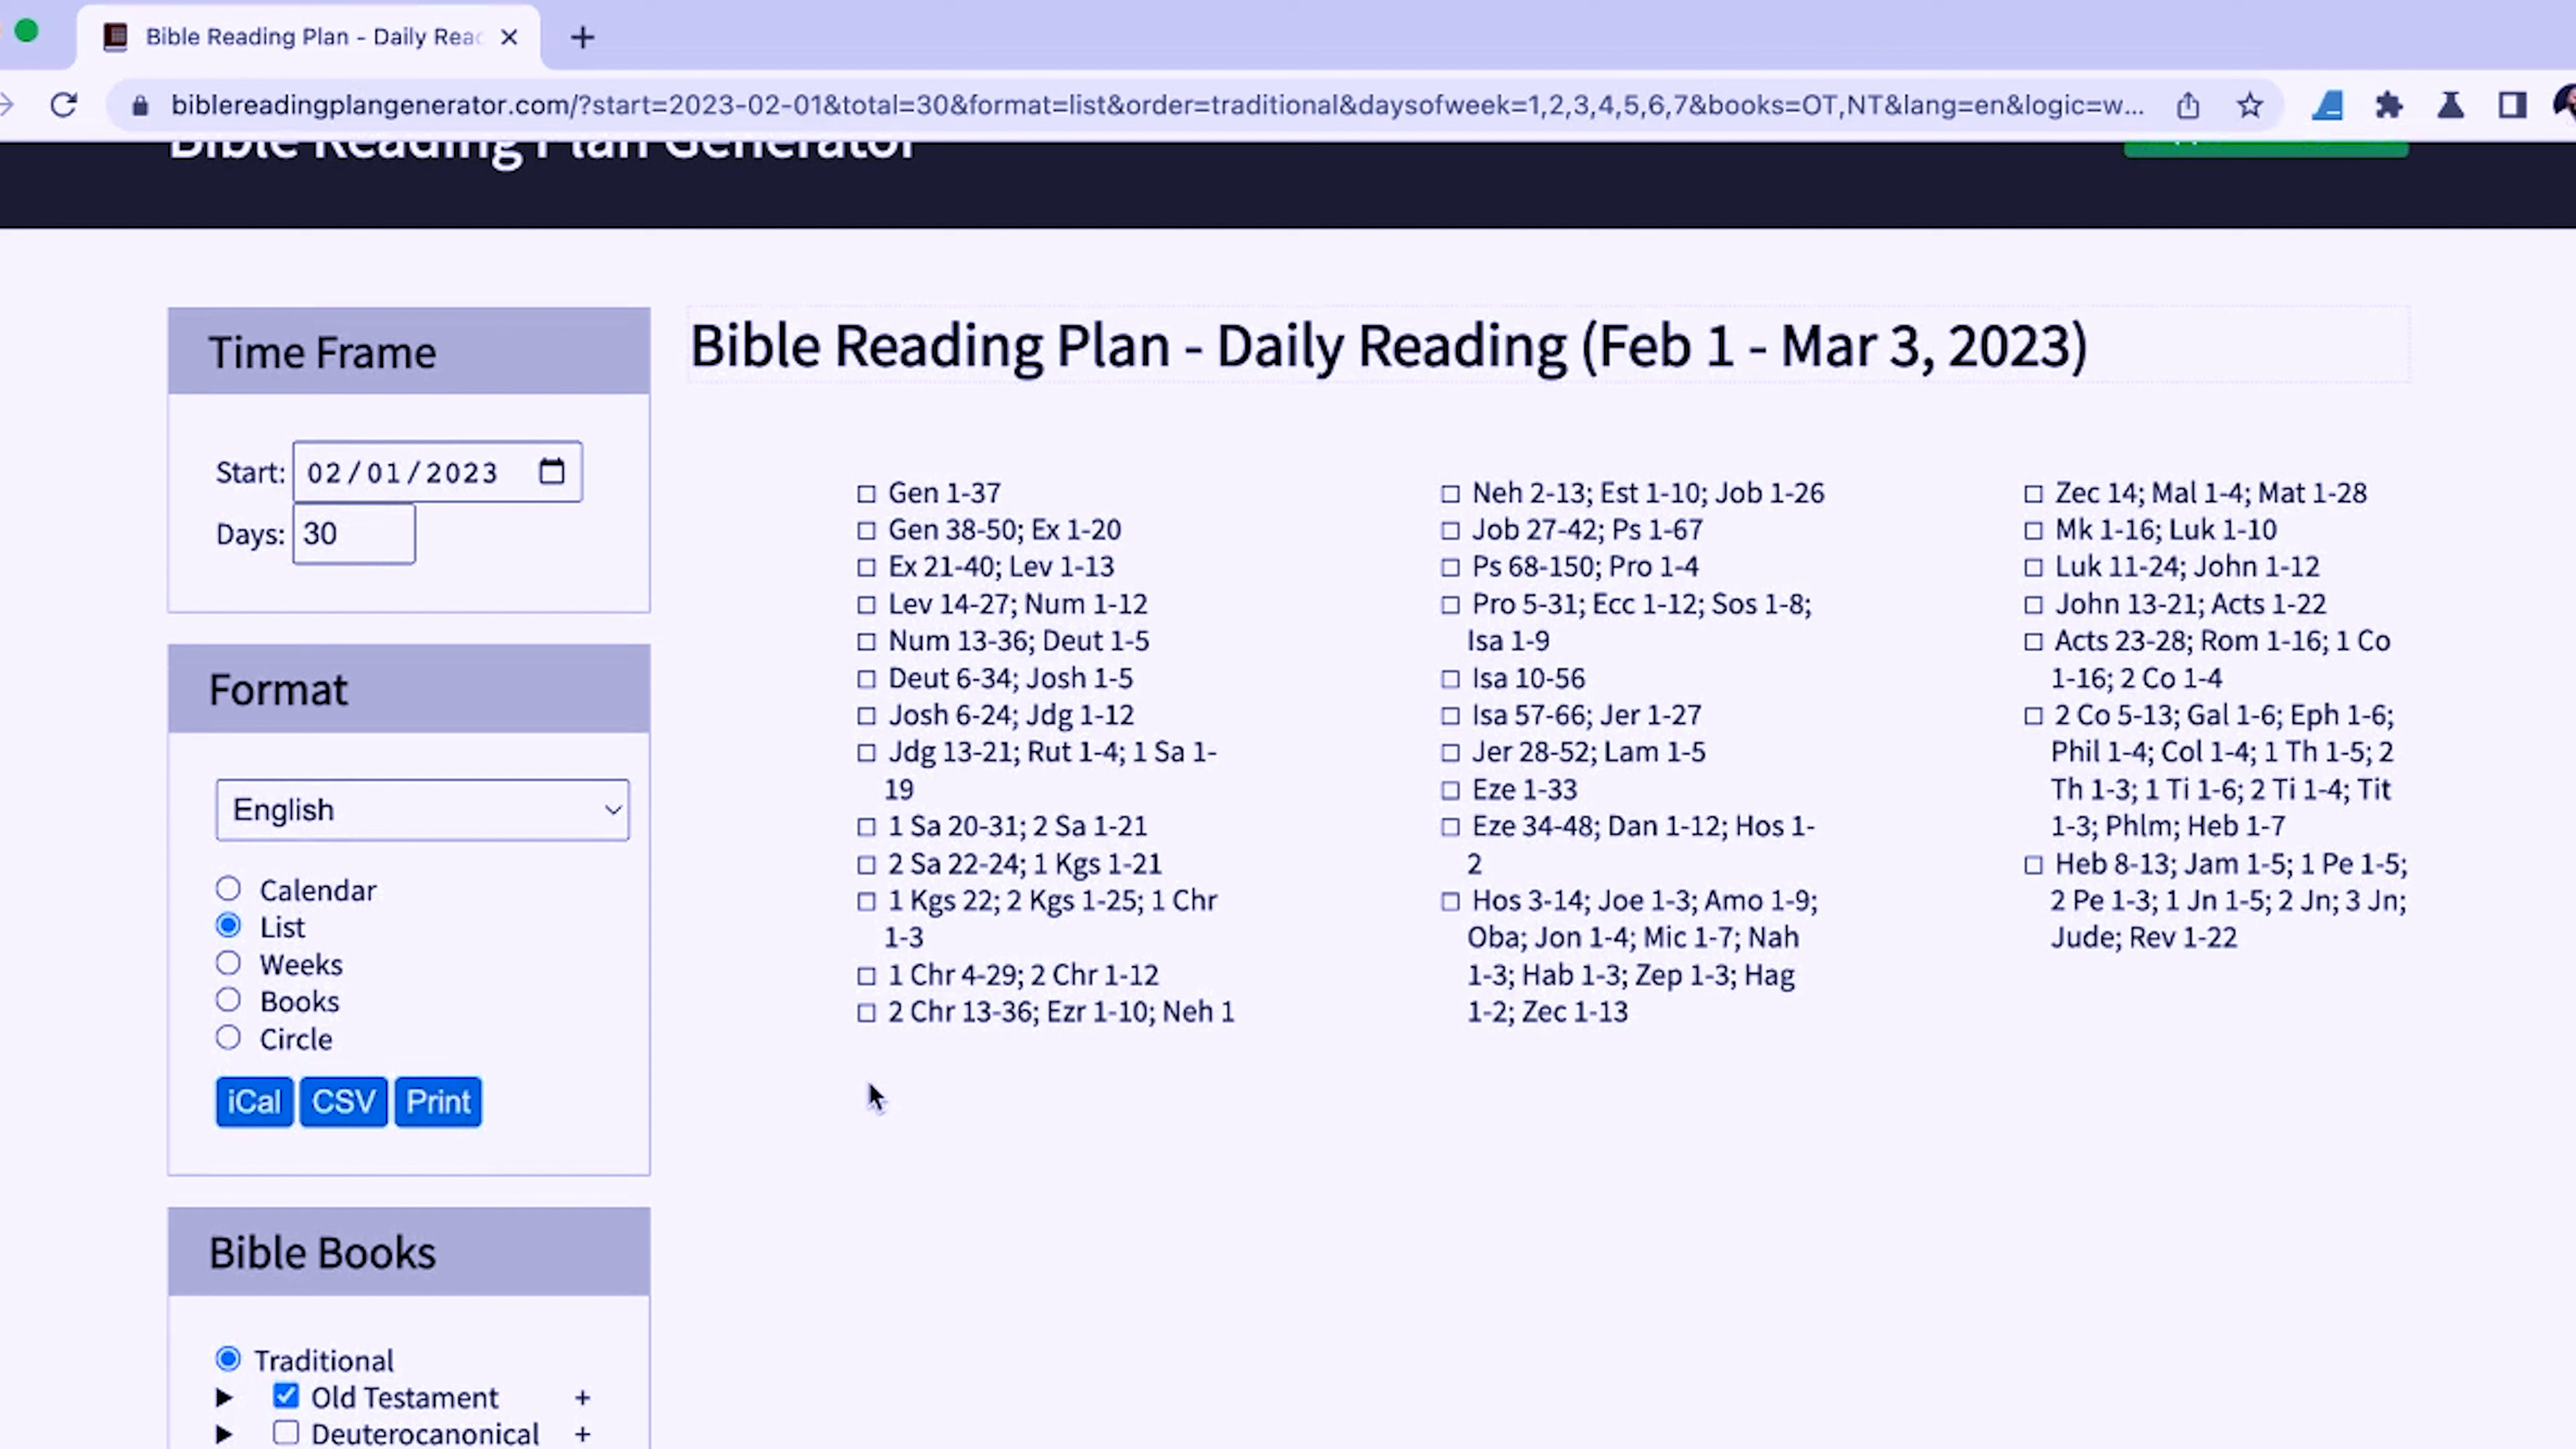 Bible Reading Plan - Daily Read
biblereadingplangenerator.com/?start=2023-02-01&total=30&format=list&order=traditional&daysofweek=1,2,3,4,5,6,7&books=OT,NT&lang=en&logic=w...
Bible Reading Plan Generator
Time Frame
Start: 02/01/2023
Days: 30
Format
English
Calendar
List
Weeks
Books
Circle
iCal CSV Print
Bible Books
Traditional
Old Testament +
Deuterocanonical +
Bible Reading Plan - Daily Reading (Feb 1 - Mar 3, 2023)
Gen 1-37
Gen 38-50; Ex 1-20
Ex 21-40; Lev 1-13
Lev 14-27; Num 1-12
Num 13-36; Deut 1-5
Deut 6-34; Josh 1-5
Josh 6-24; Jdg 1-12
Jdg 13-21; Rut 1-4; 1 Sa 1-
19
1 Sa 20-31; 2 Sa 1-21
2 Sa 22-24; 1 Kgs 1-21
1 Kgs 22; 2 Kgs 1-25; 1 Chr
1-3
1 Chr 4-29; 2 Chr 1-12
2 Chr 13-36; Ezr 1-10; Neh 1
Neh 2-13; Est 1-10; Job 1-26
Job 27-42; Ps 1-67
Ps 68-150; Pro 1-4
Pro 5-31; Ecc 1-12; Sos 1-8;
Isa 1-9
Isa 10-56
Isa 57-66; Jer 1-27
Jer 28-52; Lam 1-5
Eze 1-33
Eze 34-48; Dan 1-12; Hos 1-
2
Hos 3-14; Joe 1-3; Amo 1-9;
Oba; Jon 1-4; Mic 1-7; Nah
1-3; Hab 1-3; Zep 1-3; Hag
1-2; Zec 1-13
Zec 14; Mal 1-4; Mat 1-28
Mk 1-16; Luk 1-10
Luk 11-24; John 1-12
John 13-21; Acts 1-22
Acts 23-28; Rom 1-16; 1 Co
1-16; 2 Co 1-4
2 Co 5-13; Gal 1-6; Eph 1-6;
Phil 1-4; Col 1-4; 1 Th 1-5; 2
Th 1-3; 1 Ti 1-6; 2 Ti 1-4; Tit
1-3; Phlm; Heb 1-7
Heb 8-13; Jam 1-5; 1 Pe 1-5;
2 Pe 1-3; 1 Jn 1-5; 2 Jn; 3 Jn;
Jude; Rev 1-22